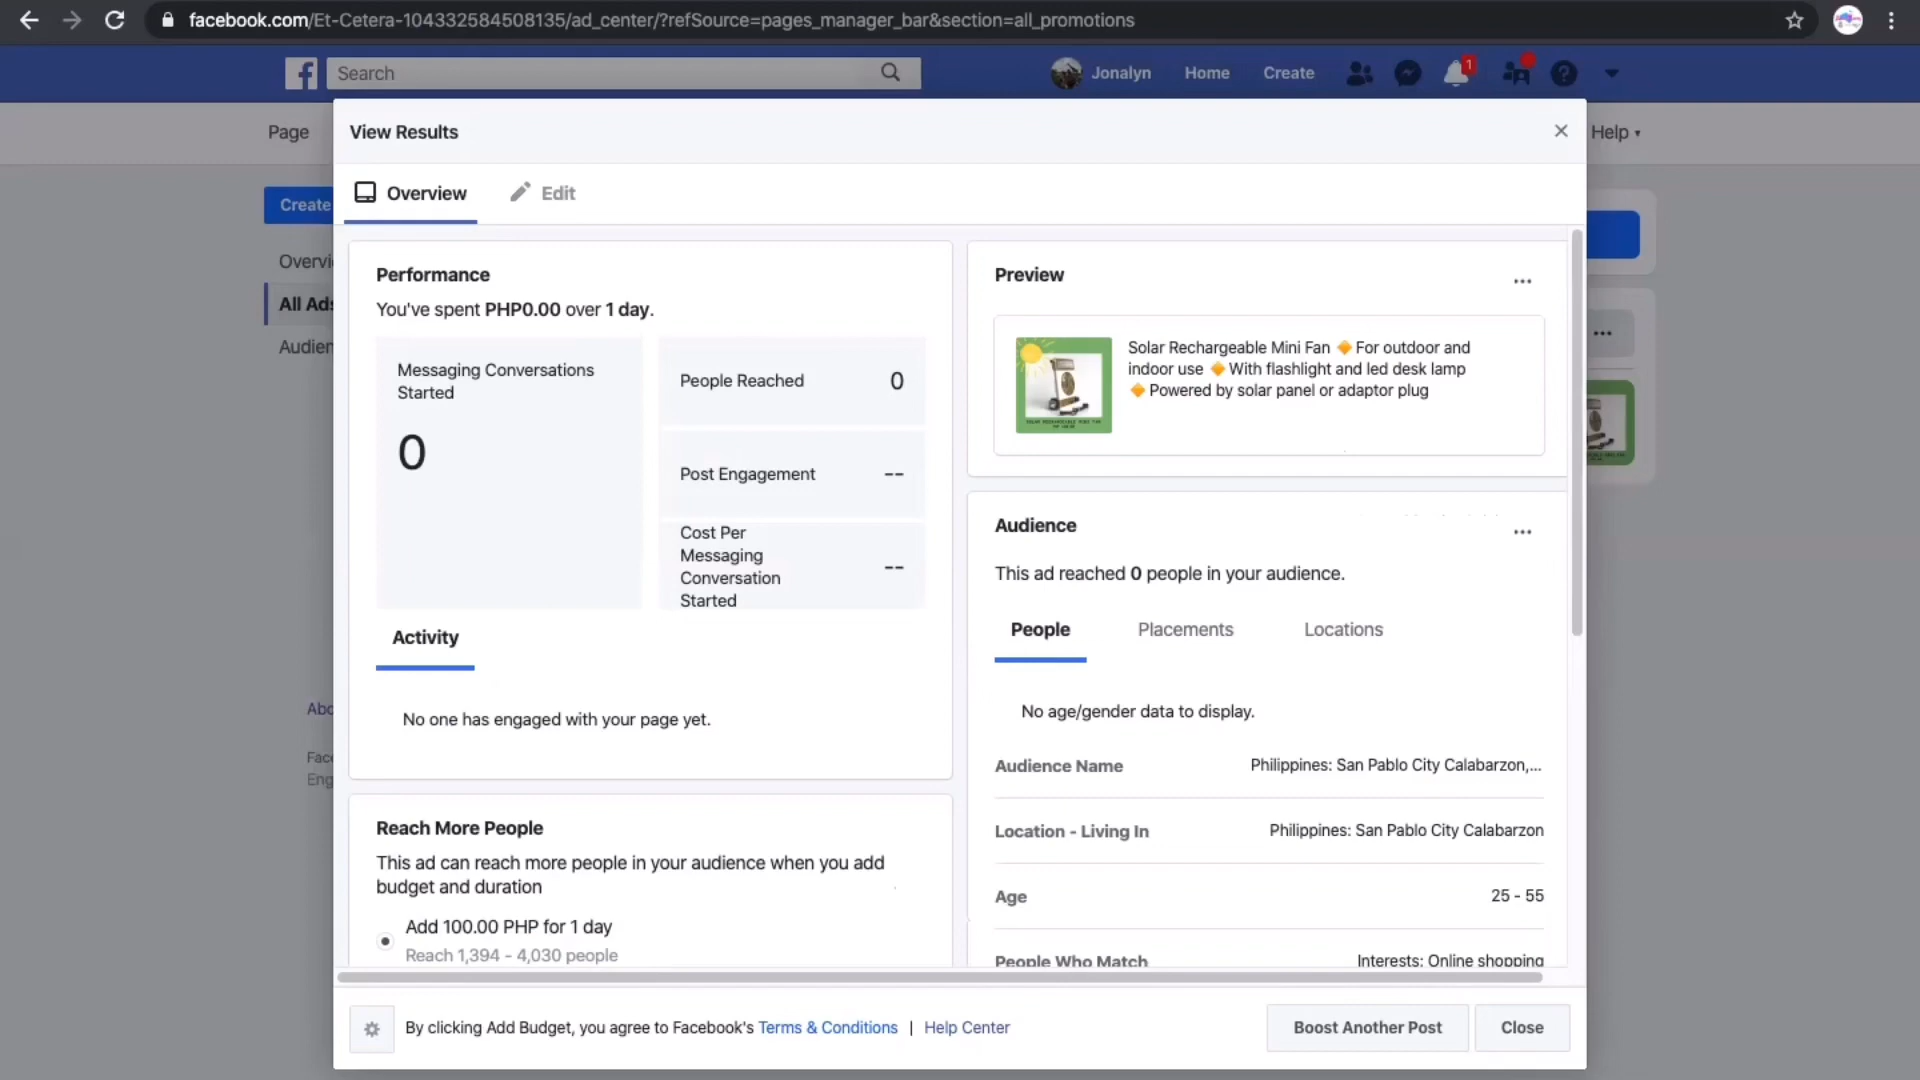 facebook.com/Et-Cetera-104332584508135/ad_center/?refSource=pages_manager_bar&section=all_promotions
Search
Jonalyn
Home
Create
1
Page
Help
View Results
Overview
Edit
Create
Overvi
All Ads
Audien
Performance
You've spent PHP0.00 over 1 day.
Messaging Conversations
Started
0
People Reached
0
Post Engagement
--
Cost Per
Messaging
Conversation
Started
--
Activity
No one has engaged with your page yet.
Reach More People
This ad can reach more people in your audience when you add
budget and duration
Add 100.00 PHP for 1 day
Reach 1,394 - 4,030 people
Preview
Solar Rechargeable Mini Fan 🔸For outdoor and
indoor use 🔸With flashlight and led desk lamp
🔸Powered by solar panel or adaptor plug
Audience
This ad reached 0 people in your audience.
People
Placements
Locations
No age/gender data to display.
Audience Name
Philippines: San Pablo City Calabarzon,...
Location - Living In
Philippines: San Pablo City Calabarzon
Age
25 - 55
People Who Match
Interests: Online shopping
Abo
Face
Eng
By clicking Add Budget, you agree to Facebook's Terms & Conditions | Help Center
Boost Another Post
Close